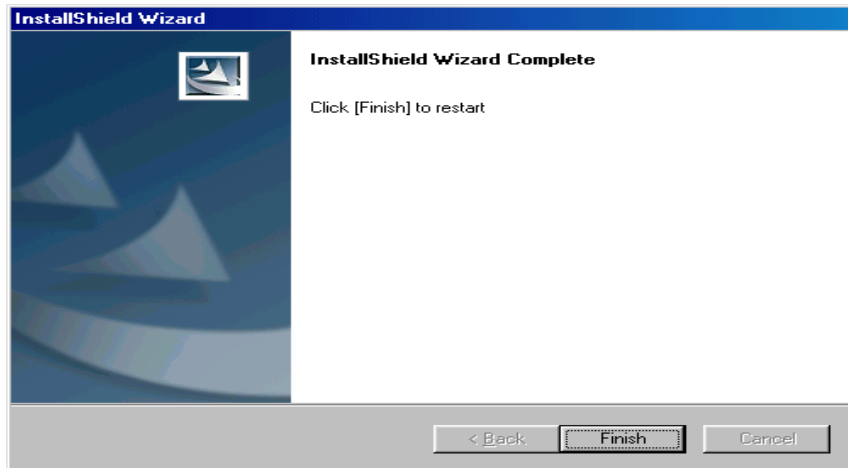 InstallShield Wizard
InstallShield Wizard Complete
Click [Finish] to restart
< Back
Finish
Cancel